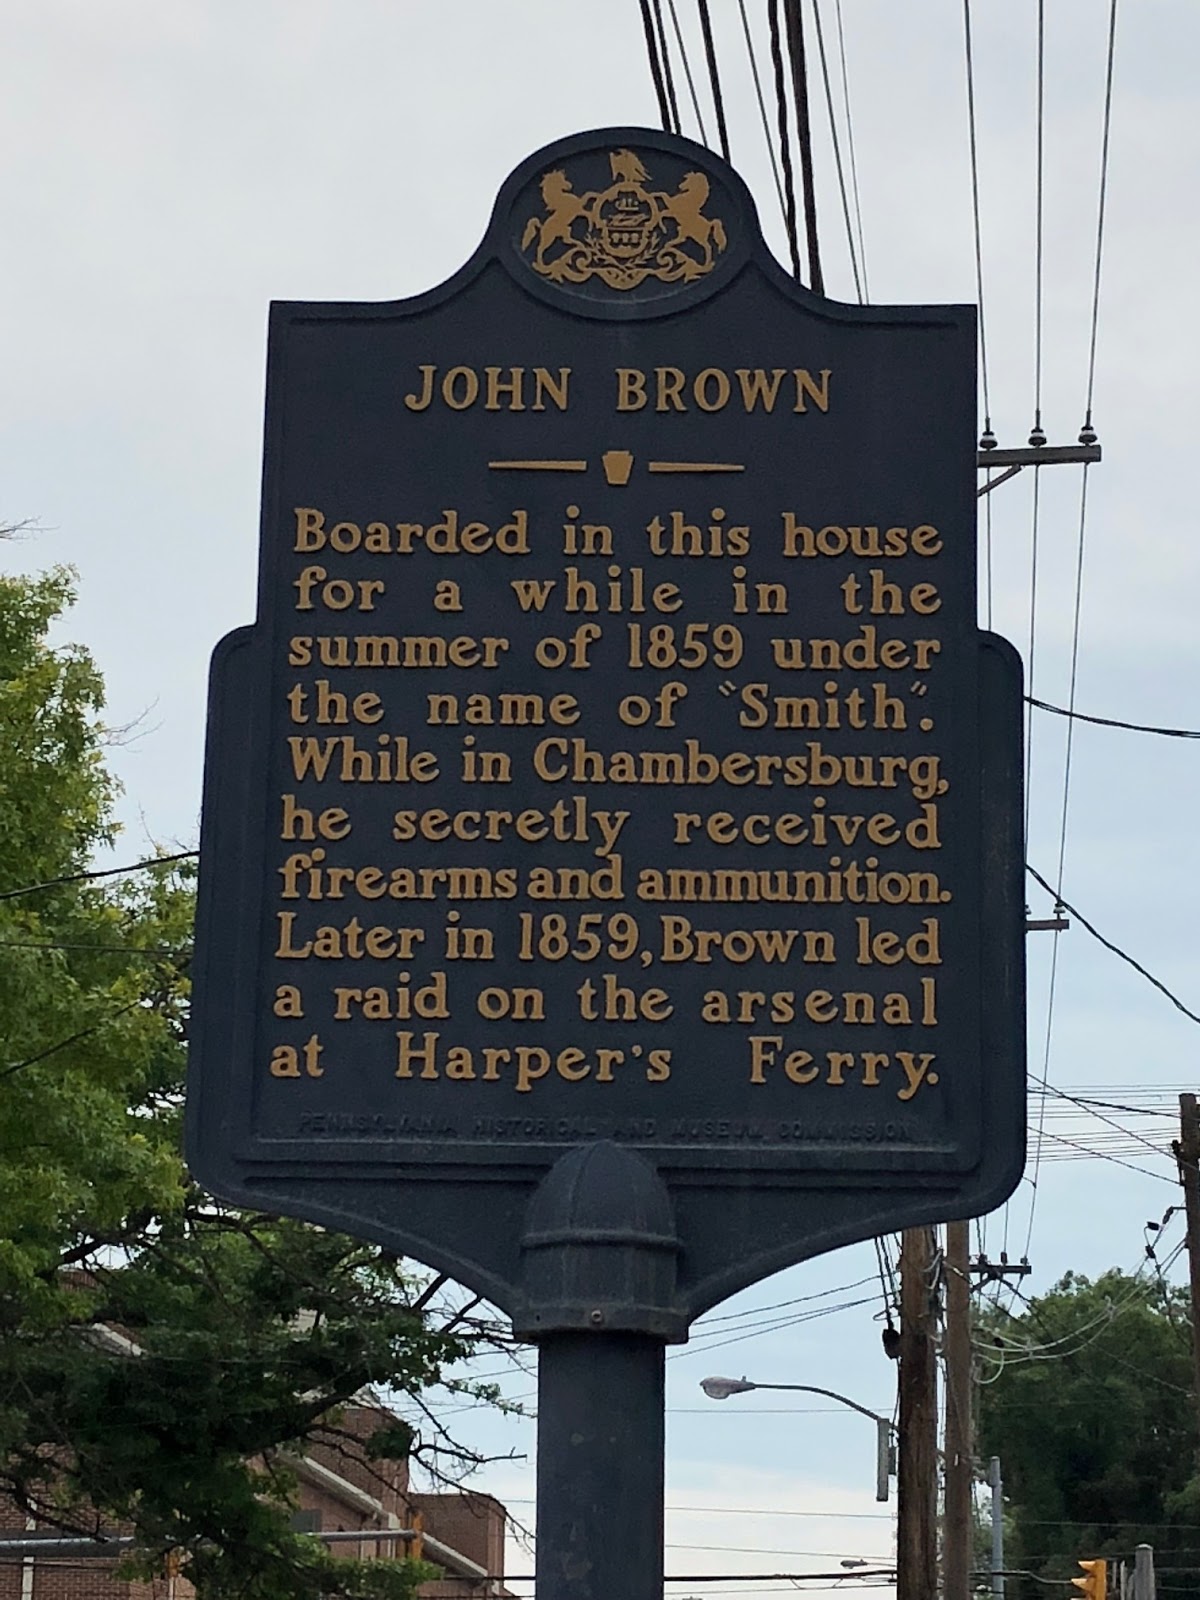 JOHN BROWN
Boarded in this house
for a while in the
summer of 1859 under
the name of "Smith".
While in Chambersburg,
he secretly received
firearms and ammunition.
Later in 1859, Brown led
a raid on the arsenal
at Harper's Ferry.
PENNSYLVANIA HISTORICAL AND MUSEUM COMMISSION